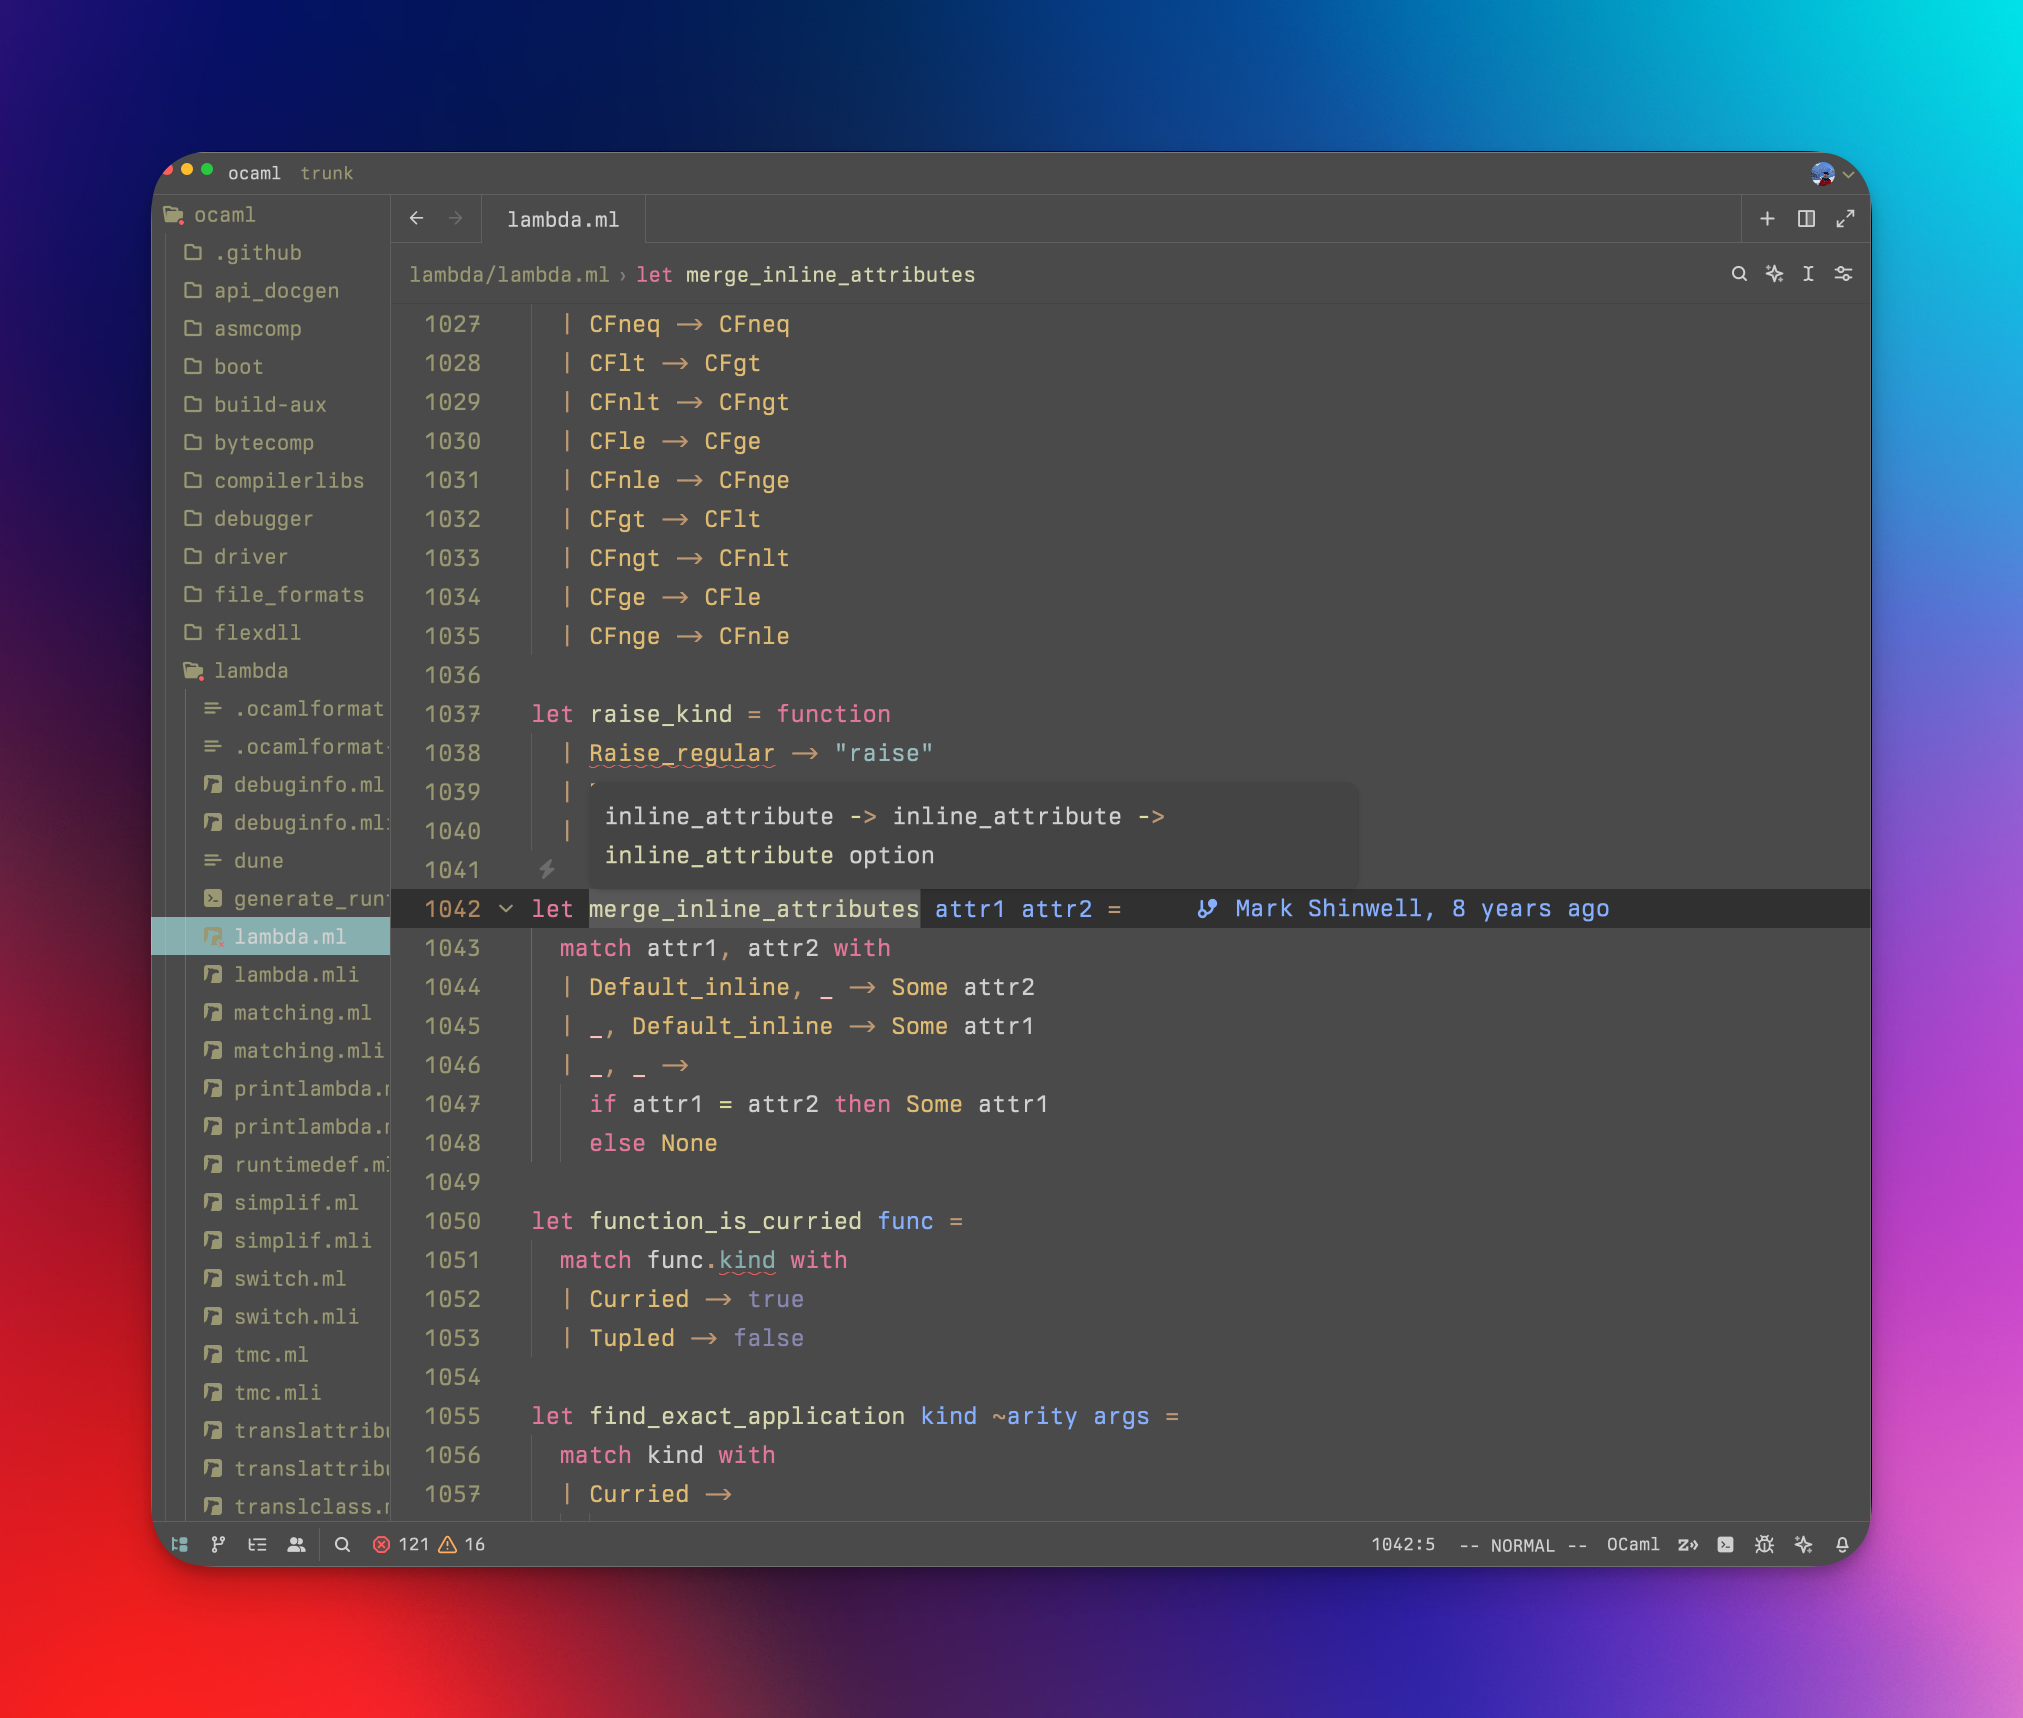 ocaml trunk
ocaml
.github
api_docgen
asmcomp
boot
build-aux
bytecomp
compilerlibs
debugger
driver
file_formats
flexdll
lambda
.ocamlformat
.ocamlformat-
debuginfo.ml
debuginfo.mli
dune
generate_run
lambda.ml
lambda.mli
matching.ml
matching.mli
printlambda.m
printlambda.m
runtimedef.ml
simplif.ml
simplif.mli
switch.ml
switch.mli
tmc.ml
tmc.mli
translattribu
translattribu
translclass.m
lambda.ml
lambda/lambda.ml › let merge_inline_attributes
1027 | CFneq -> CFneq
1028 | CFlt -> CFgt
1029 | CFnlt -> CFngt
1030 | CFle -> CFge
1031 | CFnle -> CFnge
1032 | CFgt -> CFlt
1033 | CFngt -> CFnlt
1034 | CFge -> CFle
1035 | CFnge -> CFnle
1036
1037 let raise_kind = function
1038 | Raise_regular -> "raise"
1039 |
inline_attribute -> inline_attribute ->
1040 |
inline_attribute option
1041
1042 let merge_inline_attributes attr1 attr2 = Mark Shinwell, 8 years ago
1043 match attr1, attr2 with
1044 | Default_inline, _ -> Some attr2
1045 | _, Default_inline -> Some attr1
1046 | _, _ ->
1047 if attr1 = attr2 then Some attr1
1048 else None
1049
1050 let function_is_curried func =
1051 match func.kind with
1052 | Curried -> true
1053 | Tupled -> false
1054
1055 let find_exact_application kind ~arity args =
1056 match kind with
1057 | Curried ->
121 16 1042:5 -- NORMAL -- OCaml